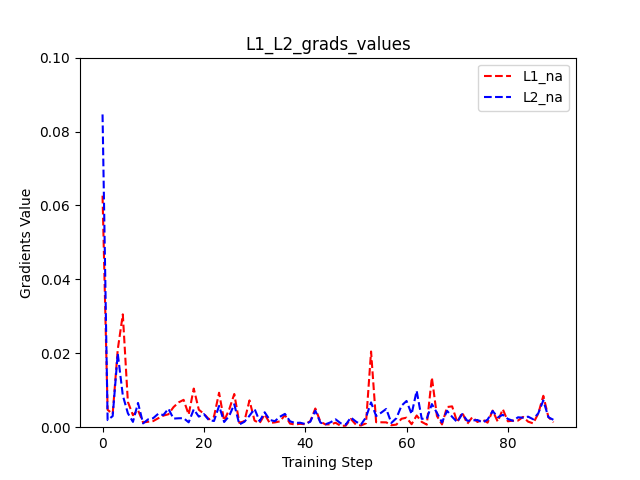 L1_L2_grads_values
L1_na
L2_na
Gradients Value
0.10
0.08
0.06
0.04
0.02
0.00
0
20
40
60
80
Training Step